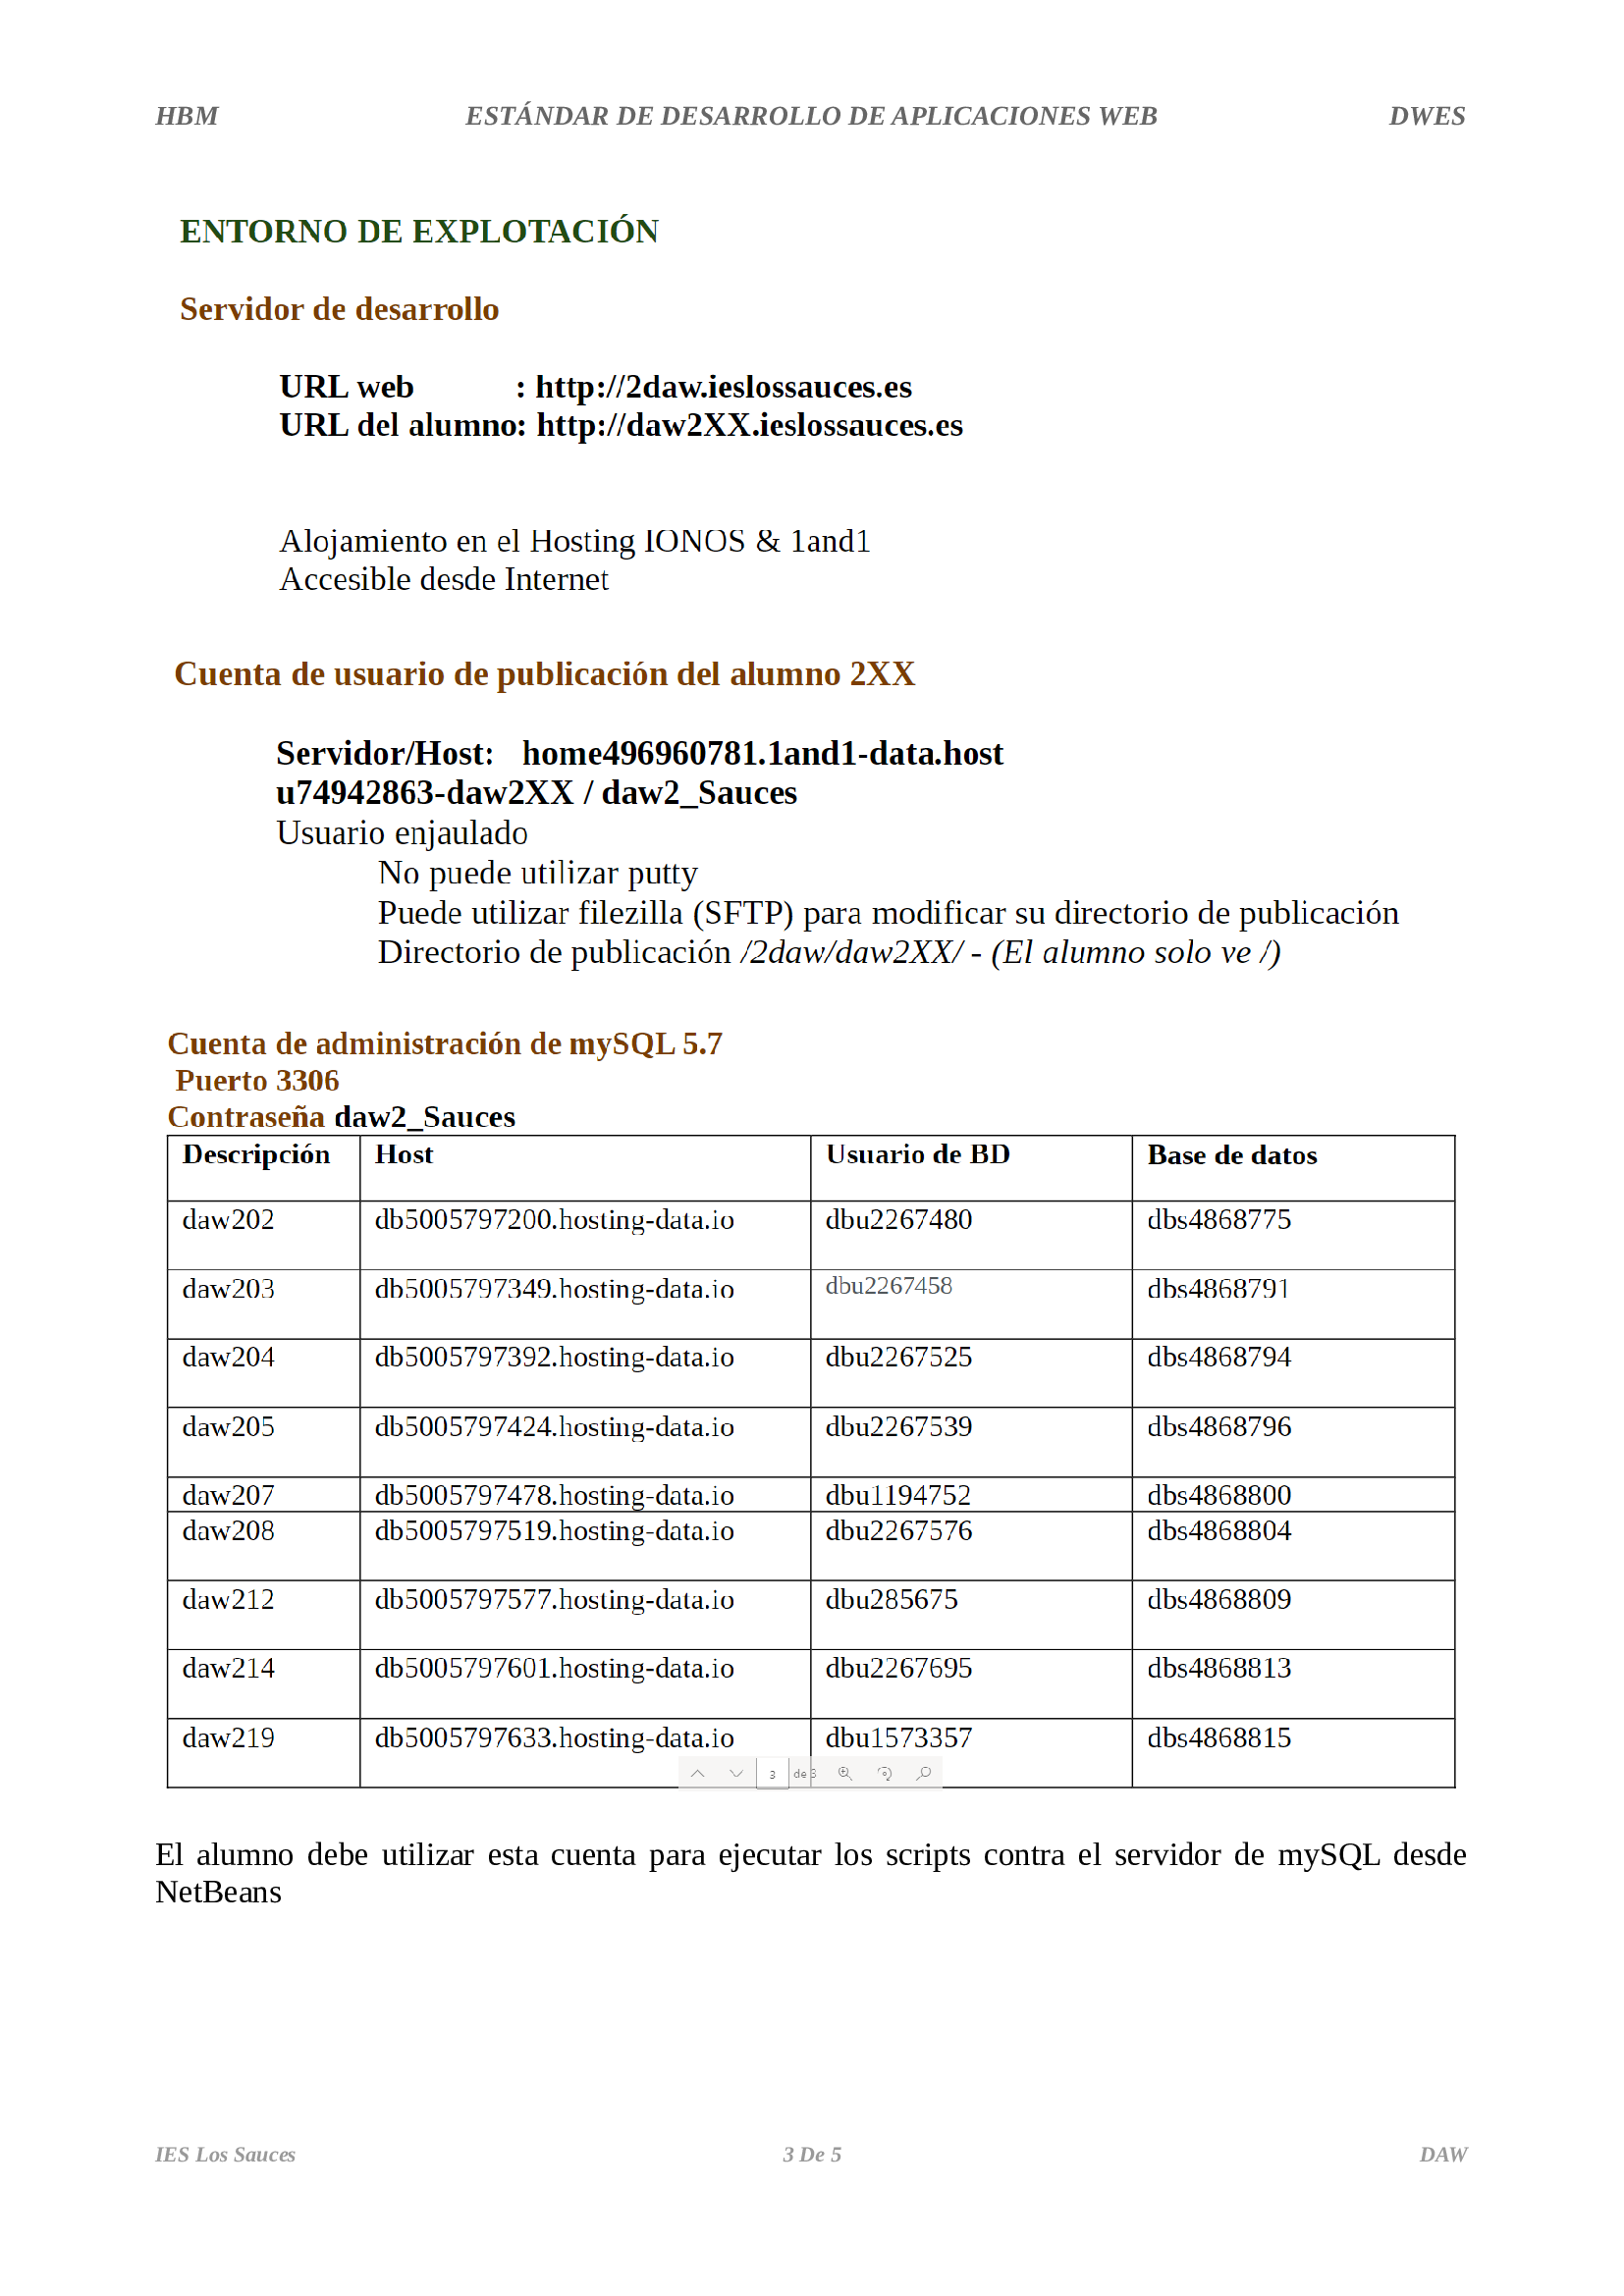 HBM ESTÁNDAR DE DESARROLLO DE APLICACIONES WEB DWES
ENTORNO DE EXPLOTACIÓN
Servidor de desarrollo
URL web : http://2daw.ieslossauces.es
URL del alumno: http://daw2XX.ieslossauces.es
Alojamiento en el Hosting IONOS & 1and1
Accesible desde Internet
Cuenta de usuario de publicación del alumno 2XX
Servidor/Host: home496960781.1and1-data.host
u74942863-daw2XX / daw2_Sauces
Usuario enjaulado
No puede utilizar putty
Puede utilizar filezilla (SFTP) para modificar su directorio de publicación
Directorio de publicación /2daw/daw2XX/ - (El alumno solo ve /)
Cuenta de administración de mySQL 5.7
Puerto 3306
Contraseña daw2_Sauces
Descripción Host Usuario de BD Base de datos
daw202 db5005797200.hosting-data.io dbu2267480 dbs4868775
daw203 db5005797349.hosting-data.io dbu2267458 dbs4868791
daw204 db5005797392.hosting-data.io dbu2267525 dbs4868794
daw205 db5005797424.hosting-data.io dbu2267539 dbs4868796
daw207 db5005797478.hosting-data.io dbu1194752 dbs4868800
daw208 db5005797519.hosting-data.io dbu2267576 dbs4868804
daw212 db5005797577.hosting-data.io dbu285675 dbs4868809
daw214 db5005797601.hosting-data.io dbu2267695 dbs4868813
daw219 db5005797633.hosting-data.io dbu1573357 dbs4868815
3 de 3
El alumno debe utilizar esta cuenta para ejecutar los scripts contra el servidor de mySQL desde
NetBeans
IES Los Sauces 3 De 5 DAW